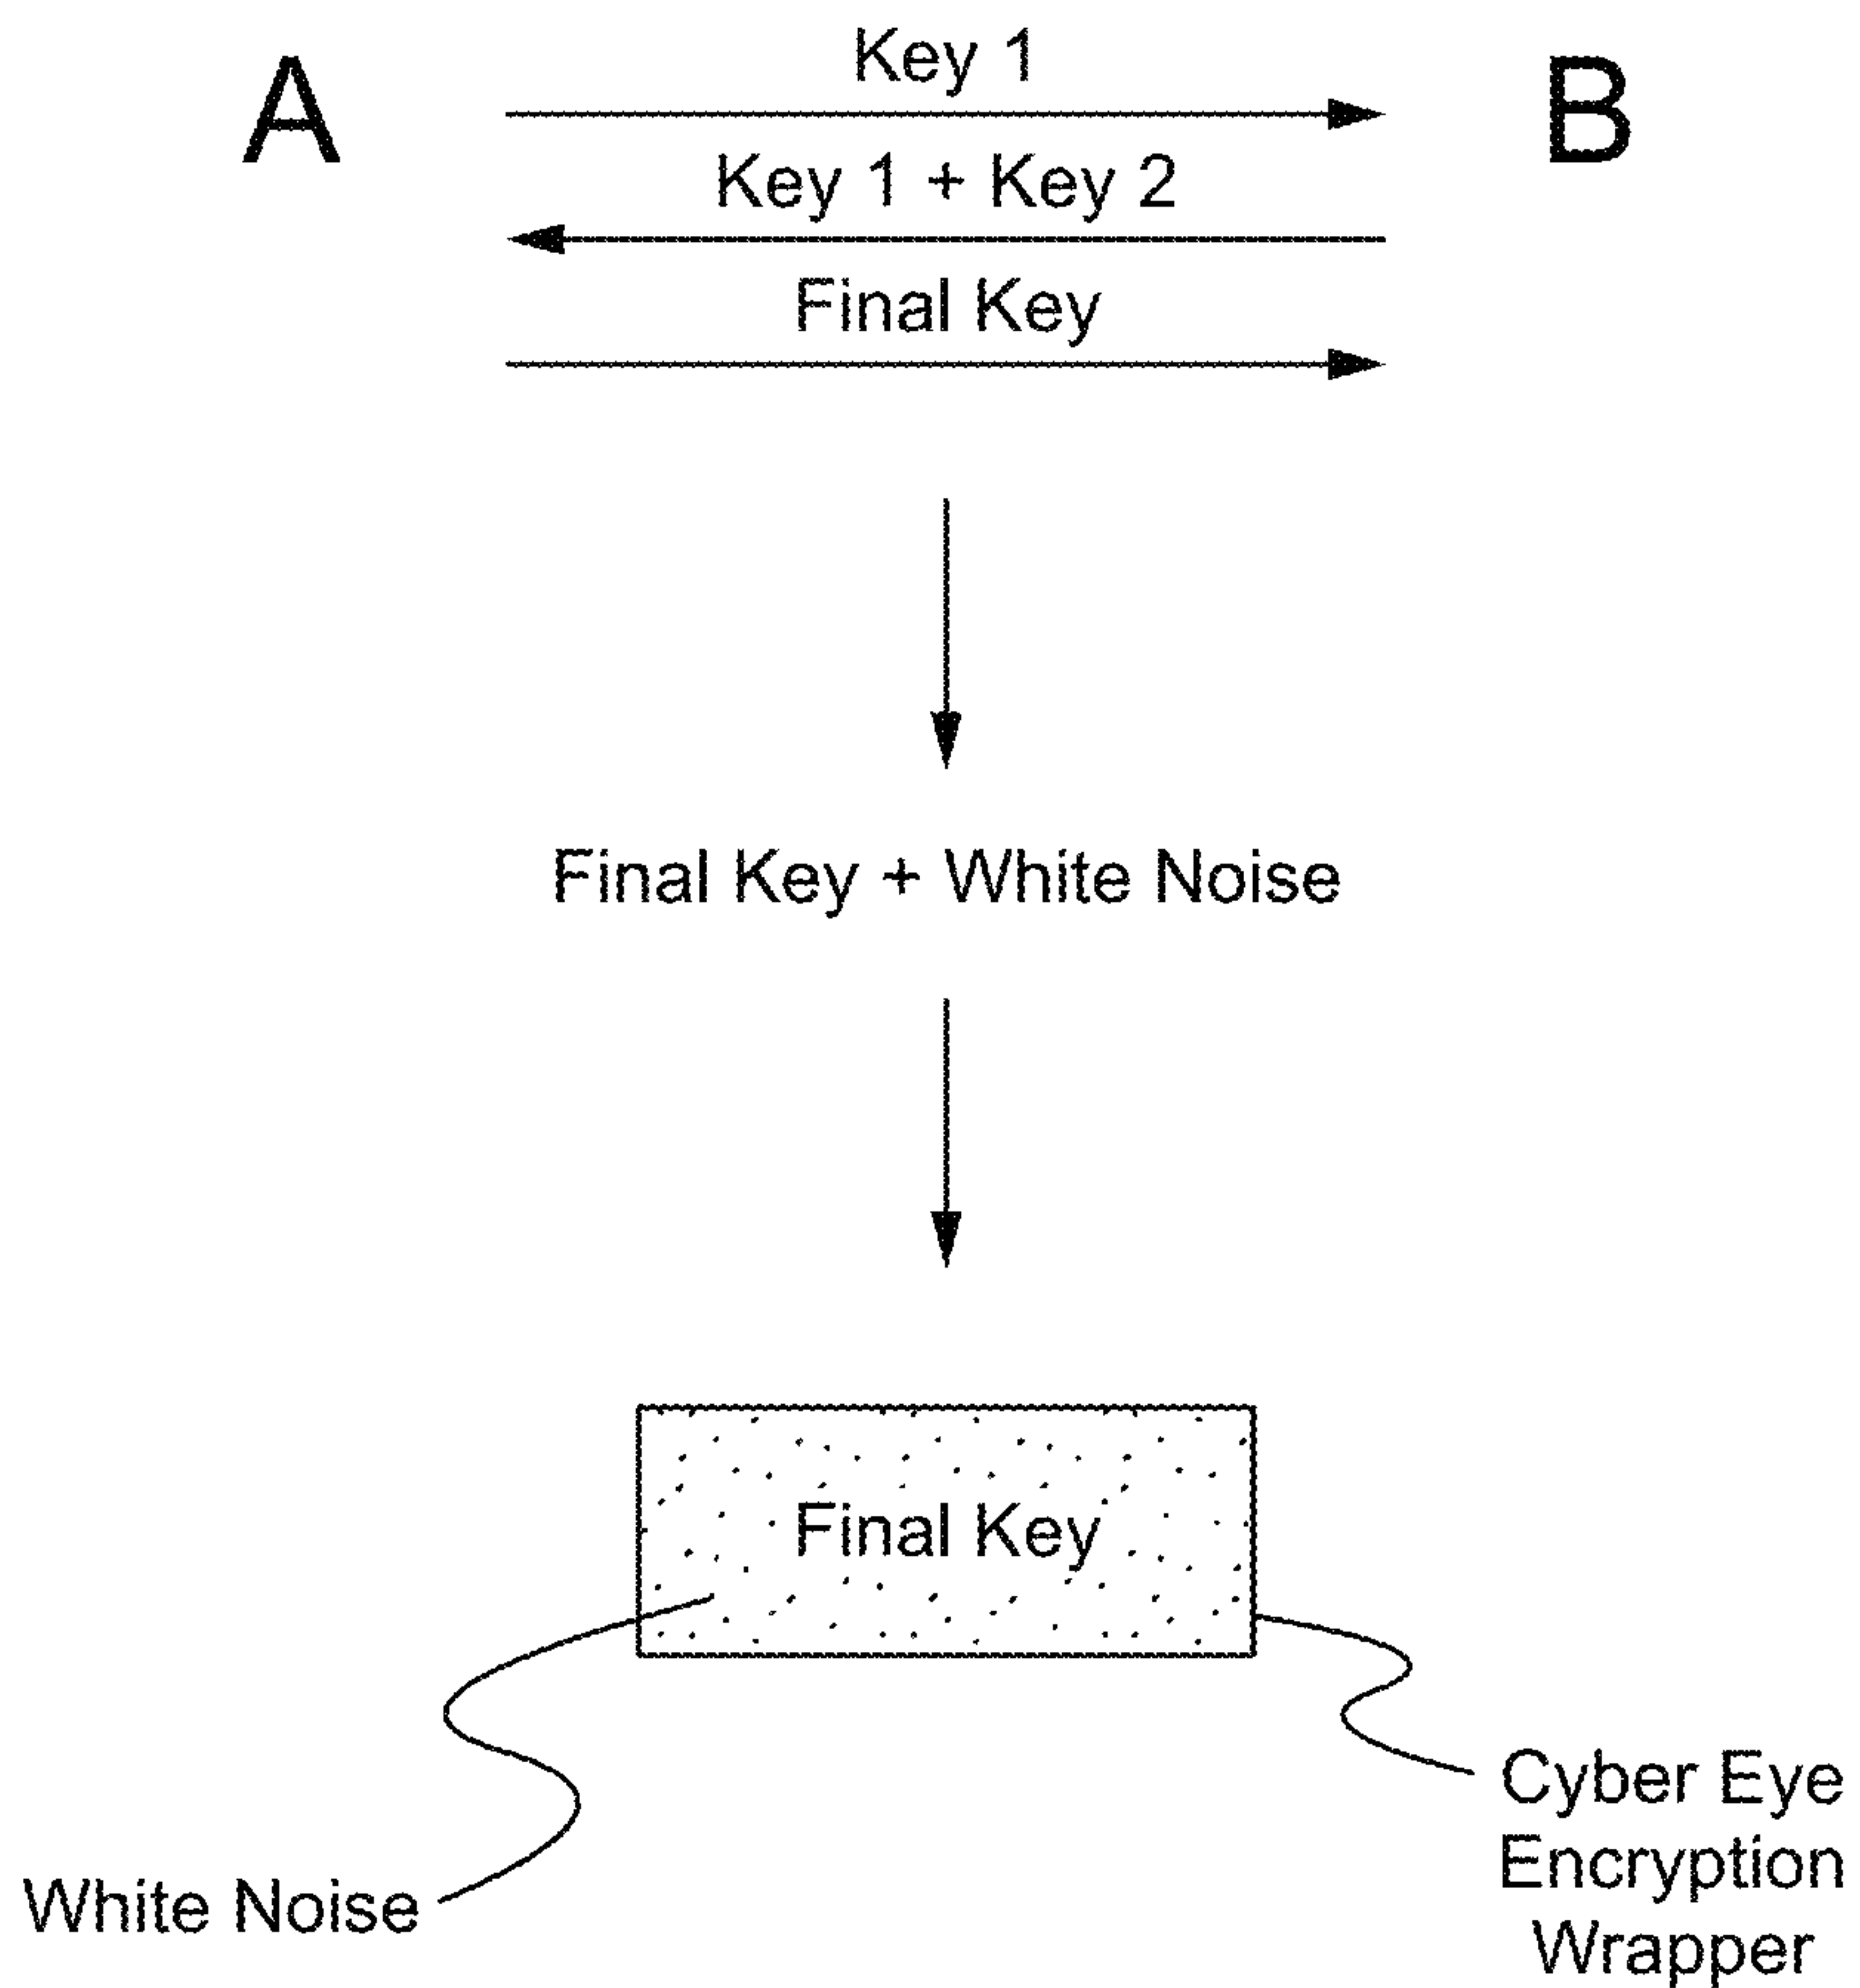 A
Key 1
B
Key 1 + Key 2
Final Key
Final Key + White Noise
Final Key
White Noise
Cyber Eye
Encryption
Wrapper